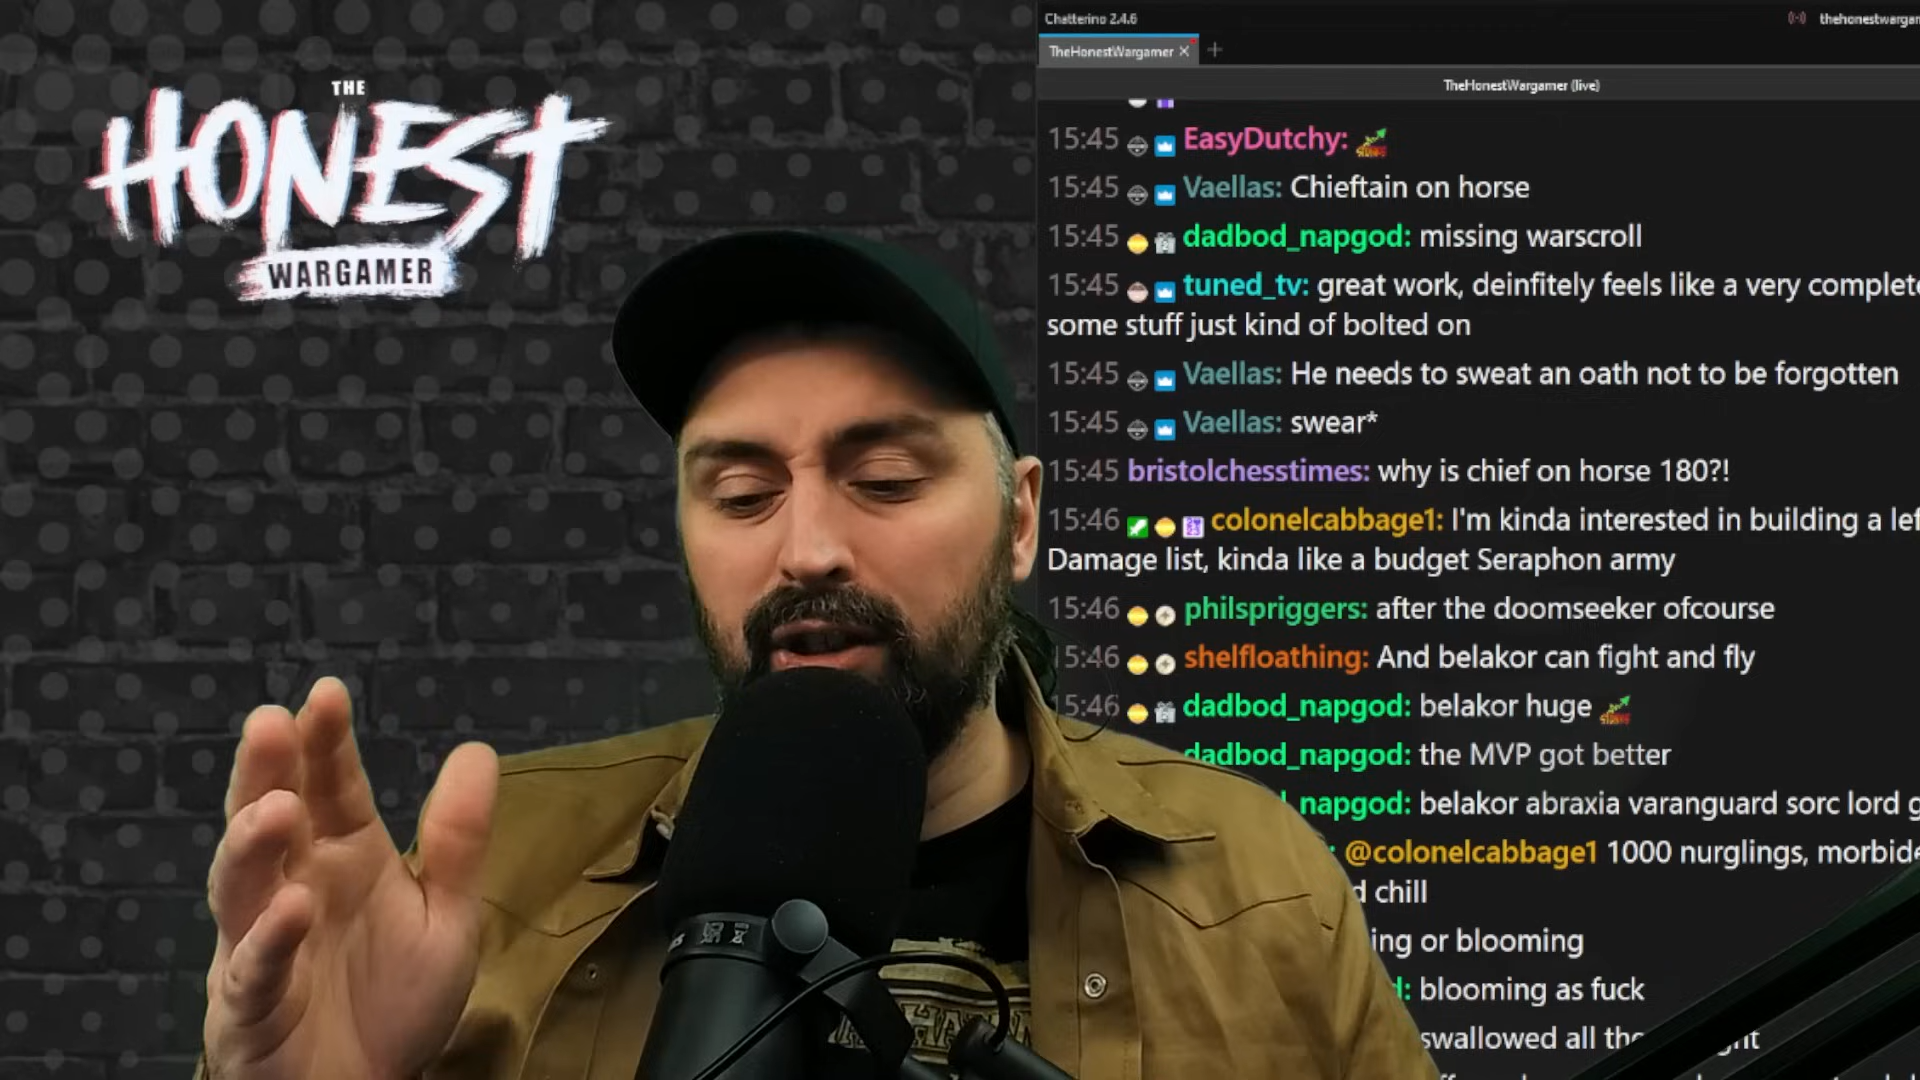 THE
HONEST
WARGAMER
Chatterino 2.4.6
TheHonestWargamer
TheHonestWargamer (live)
15:45 EasyDutchy:
15:45 Vaellas: Chieftain on horse
15:45 dadbod_napgod: missing warscroll
15:45 tuned_tv: great work, deinfitely feels like a very complete
some stuff just kind of bolted on
15:45 Vaellas: He needs to sweat an oath not to be forgotten
15:45 Vaellas: swear*
15:45 bristolchesstimes: why is chief on horse 180?!
15:46 colonelcabbage1: I'm kinda interested in building a
Damage list, kinda like a budget Seraphon army
15:46 philspriggers: after the doomseeker ofcourse
15:46 shelfloathing: And belakor can fight and fly
15:46 dadbod_napgod: belakor huge
dadbod_napgod: the MVP got better
napgod: belakor abraxia varanguard sorc lord
@colonelcabbage1 1000 nurglings,
chill
or blooming
blooming as fuck
swallowed all